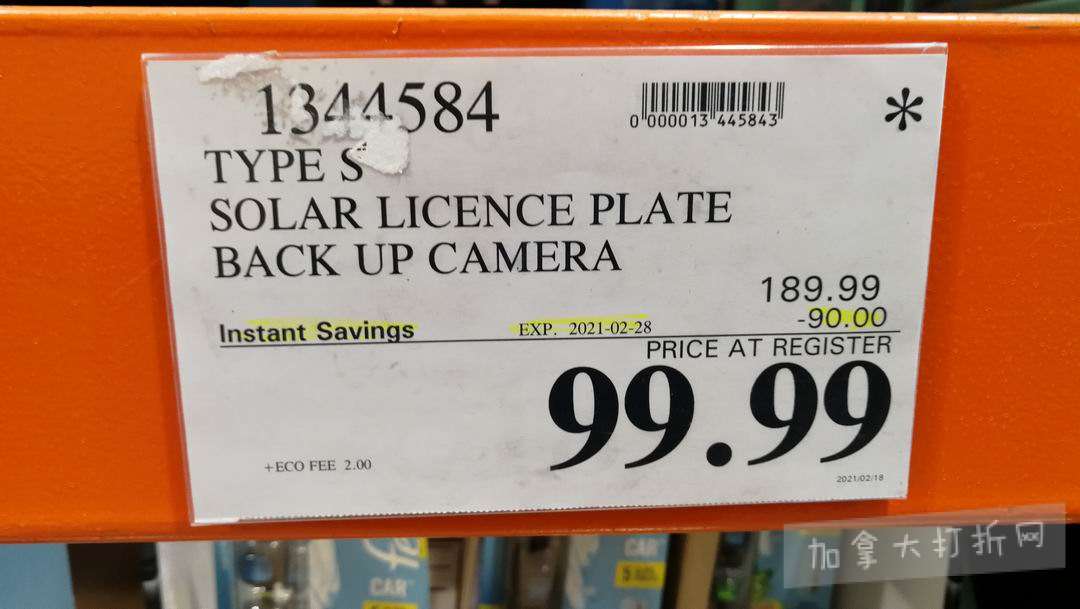 1344584
0 000013 445843
*
TYPE S
SOLAR LICENCE PLATE
BACK UP CAMERA
189.99
Instant Savings EXP. 2021-02-28 -90.00
PRICE AT REGISTER
99.99
+ECO FEE 2.00
2021/02/18
加拿大打折网
CAR
CAR
5